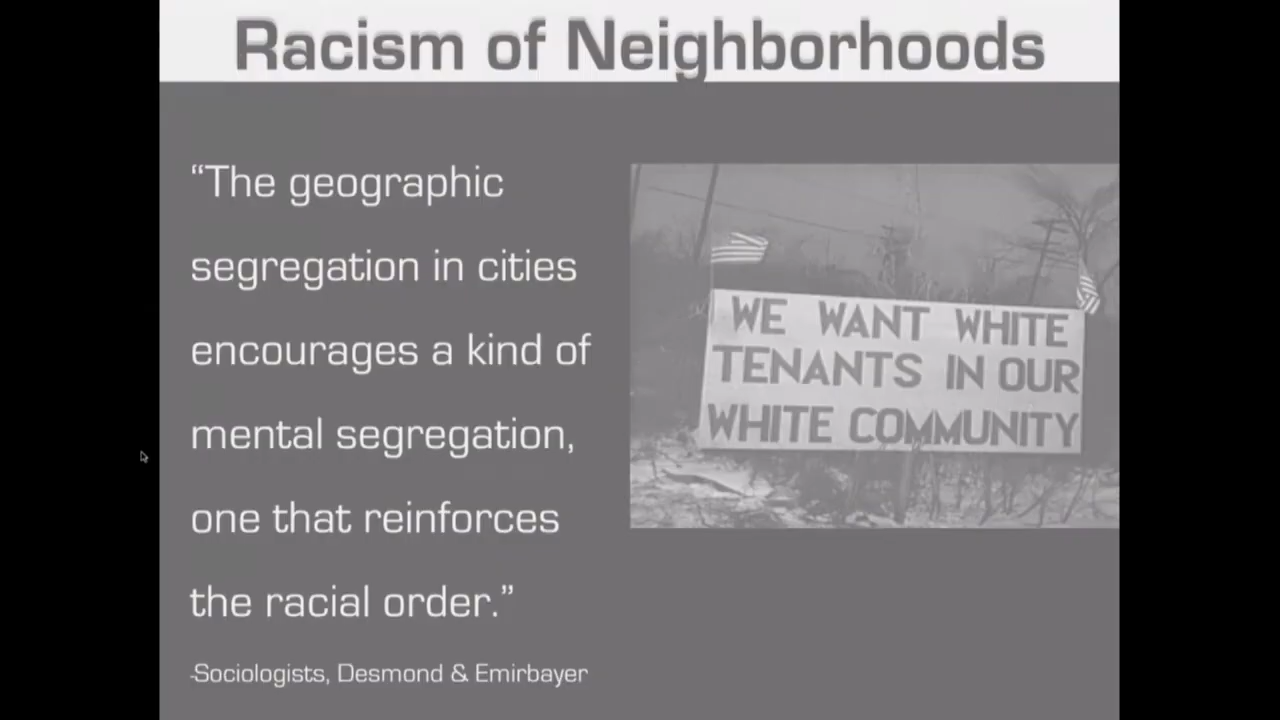 Racism of Neighborhoods
“The geographic
segregation in cities
encourages a kind of
mental segregation,
one that reinforces
the racial order.”
-Sociologists, Desmond & Emirbayer
WE WANT WHITE
TENANTS IN OUR
WHITE COMMUNITY